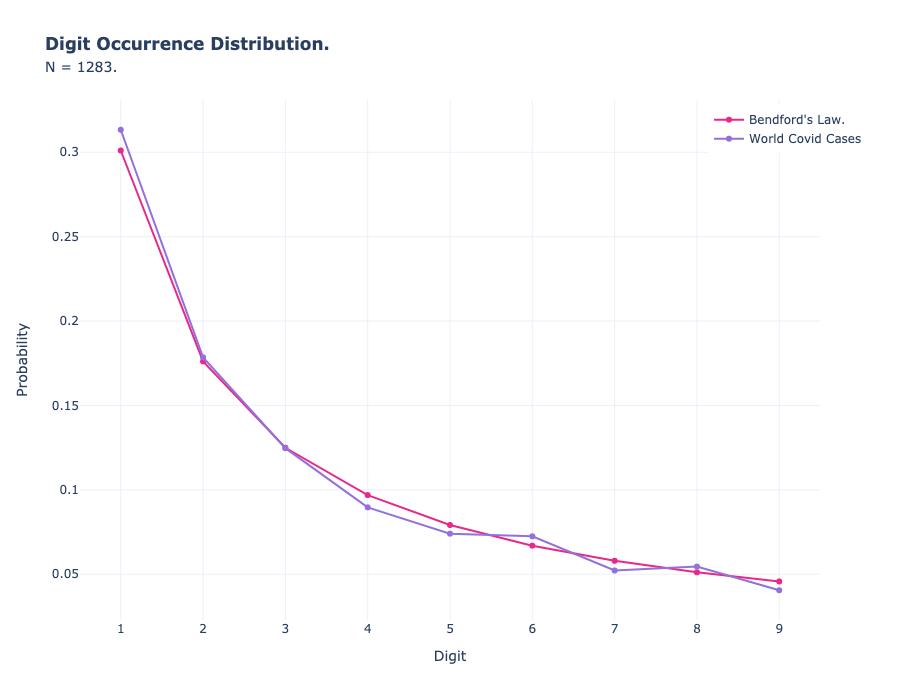 Digit Occurrence Distribution.
N = 1283.
Bendford's Law.
World Covid Cases
0.3
0.25
0.2
0.15
0.1
0.05
Probability
1 2 3 4 5 6 7 8 9
Digit